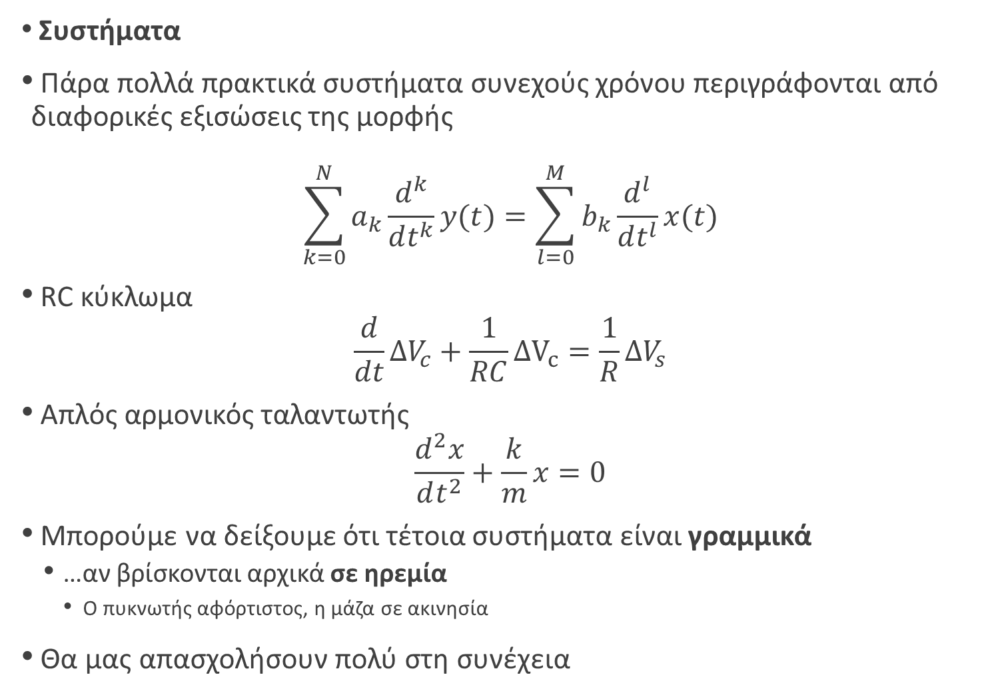 • Συστήματα
• Πάρα πολλά πρακτικά συστήματα συνεχούς χρόνου περιγράφονται από
διαφορικές εξισώσεις της μορφής
$$\sum_{k=0}^{N} a_k \frac{d^k}{dt^k} y(t) = \sum_{l=0}^{M} b_k \frac{d^l}{dt^l} x(t)$$
• RC κύκλωμα
$$\frac{d}{dt} \Delta V_c + \frac{1}{RC} \Delta \mathrm{V_c} = \frac{1}{R} \Delta V_s$$
• Απλός αρμονικός ταλαντωτής
$$\frac{d^2 x}{dt^2} + \frac{k}{m} x = 0$$
• Μπορούμε να δείξουμε ότι τέτοια συστήματα είναι γραμμικά
• …αν βρίσκονται αρχικά σε ηρεμία
• Ο πυκνωτής αφόρτιστος, η μάζα σε ακινησία
• Θα μας απασχολήσουν πολύ στη συνέχεια